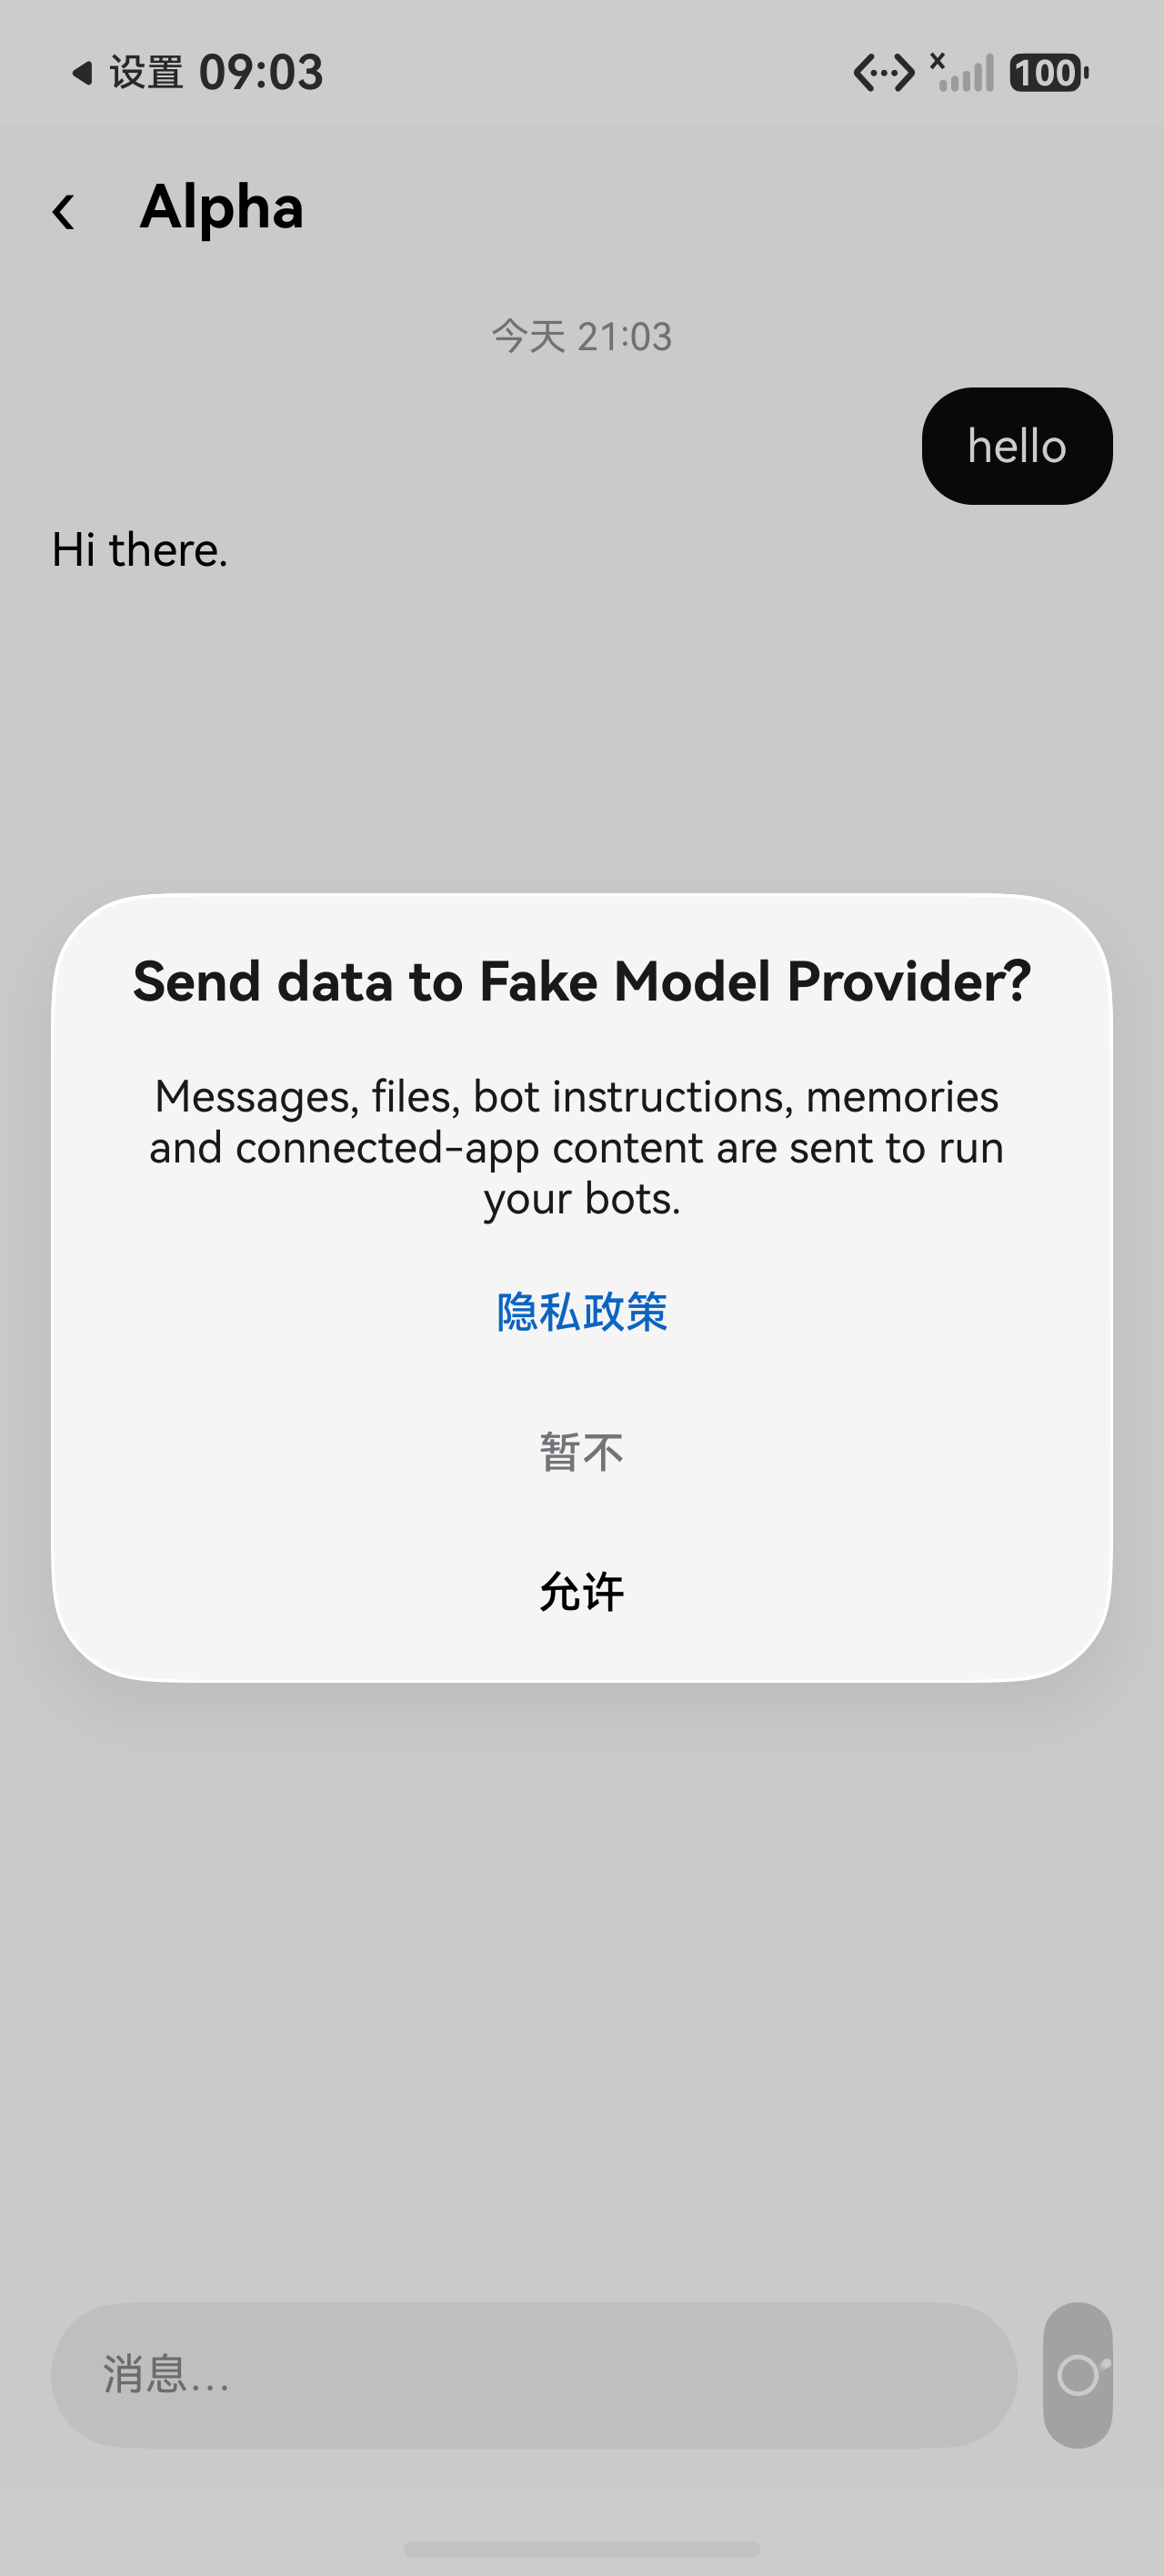 设置 09:03
100
Alpha
今天 21:03
hello
Hi there.
Send data to Fake Model Provider?
Messages, files, bot instructions, memories
and connected-app content are sent to run
your bots.
隐私政策
暂不
允许
消息...